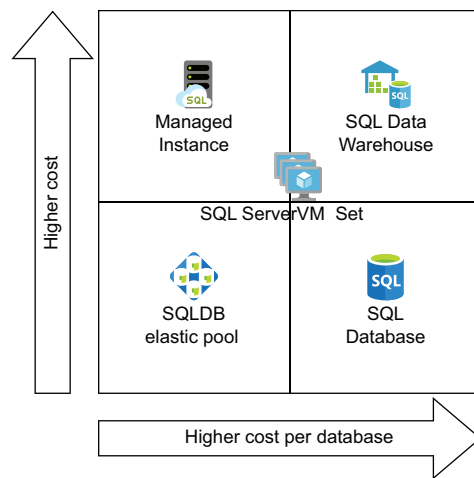 Higher cost
SQL
Managed
Instance
SQL
SQL Data
Warehouse
SQL ServerVM Set
SQLDB
elastic pool
SQL
SQL
Database
Higher cost per database